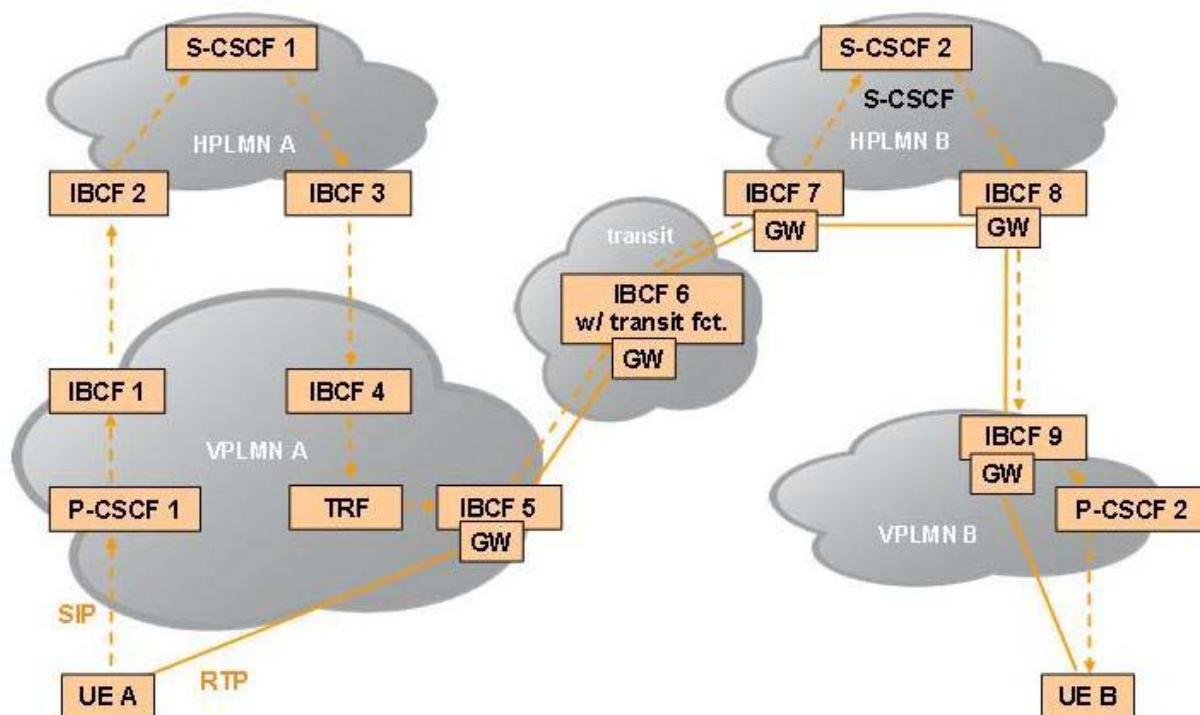 S-CSCF 1
HPLMN A
IBCF 2
IBCF 3
IBCF 1
IBCF 4
VPLMN A
P-CSCF 1
TRF
IBCF 5
GW
SIP
RTP
UE A
transit
IBCF 6
w/ transit fct.
GW
S-CSCF 2
S-CSCF
HPLMN B
IBCF 7
GW
IBCF 8
GW
IBCF 9
GW
P-CSCF 2
VPLMN B
UE B